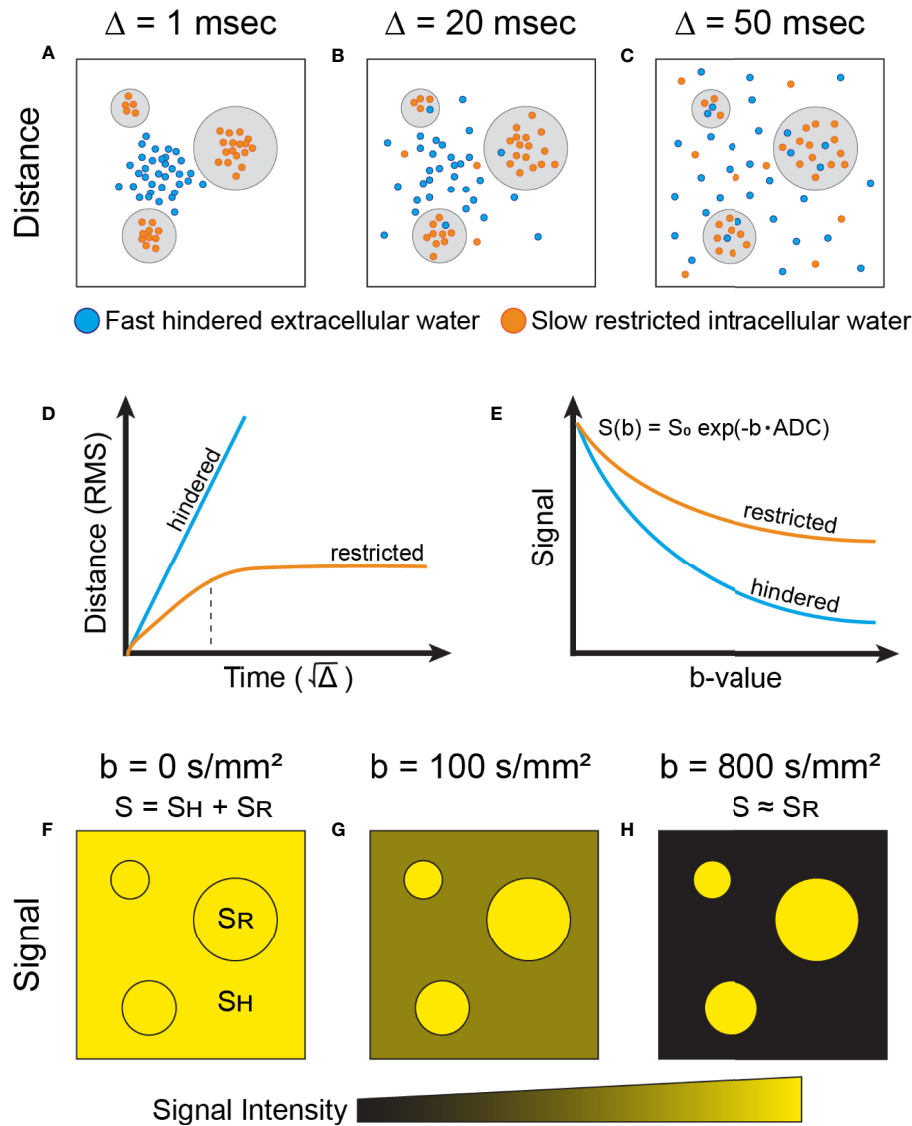 Δ = 1 msec
Δ = 20 msec
Δ = 50 msec
A
B
C
Distance
Fast hindered extracellular water
Slow restricted intracellular water
D
Distance (RMS)
hindered
restricted
Time (√Δ)
E
S(b) = S₀ exp(-b·ADC)
Signal
restricted
hindered
b-value
b = 0 s/mm²
S = SH + SR
b = 100 s/mm²
b = 800 s/mm²
S ≈ SR
F
G
H
Signal
SR
SH
Signal Intensity